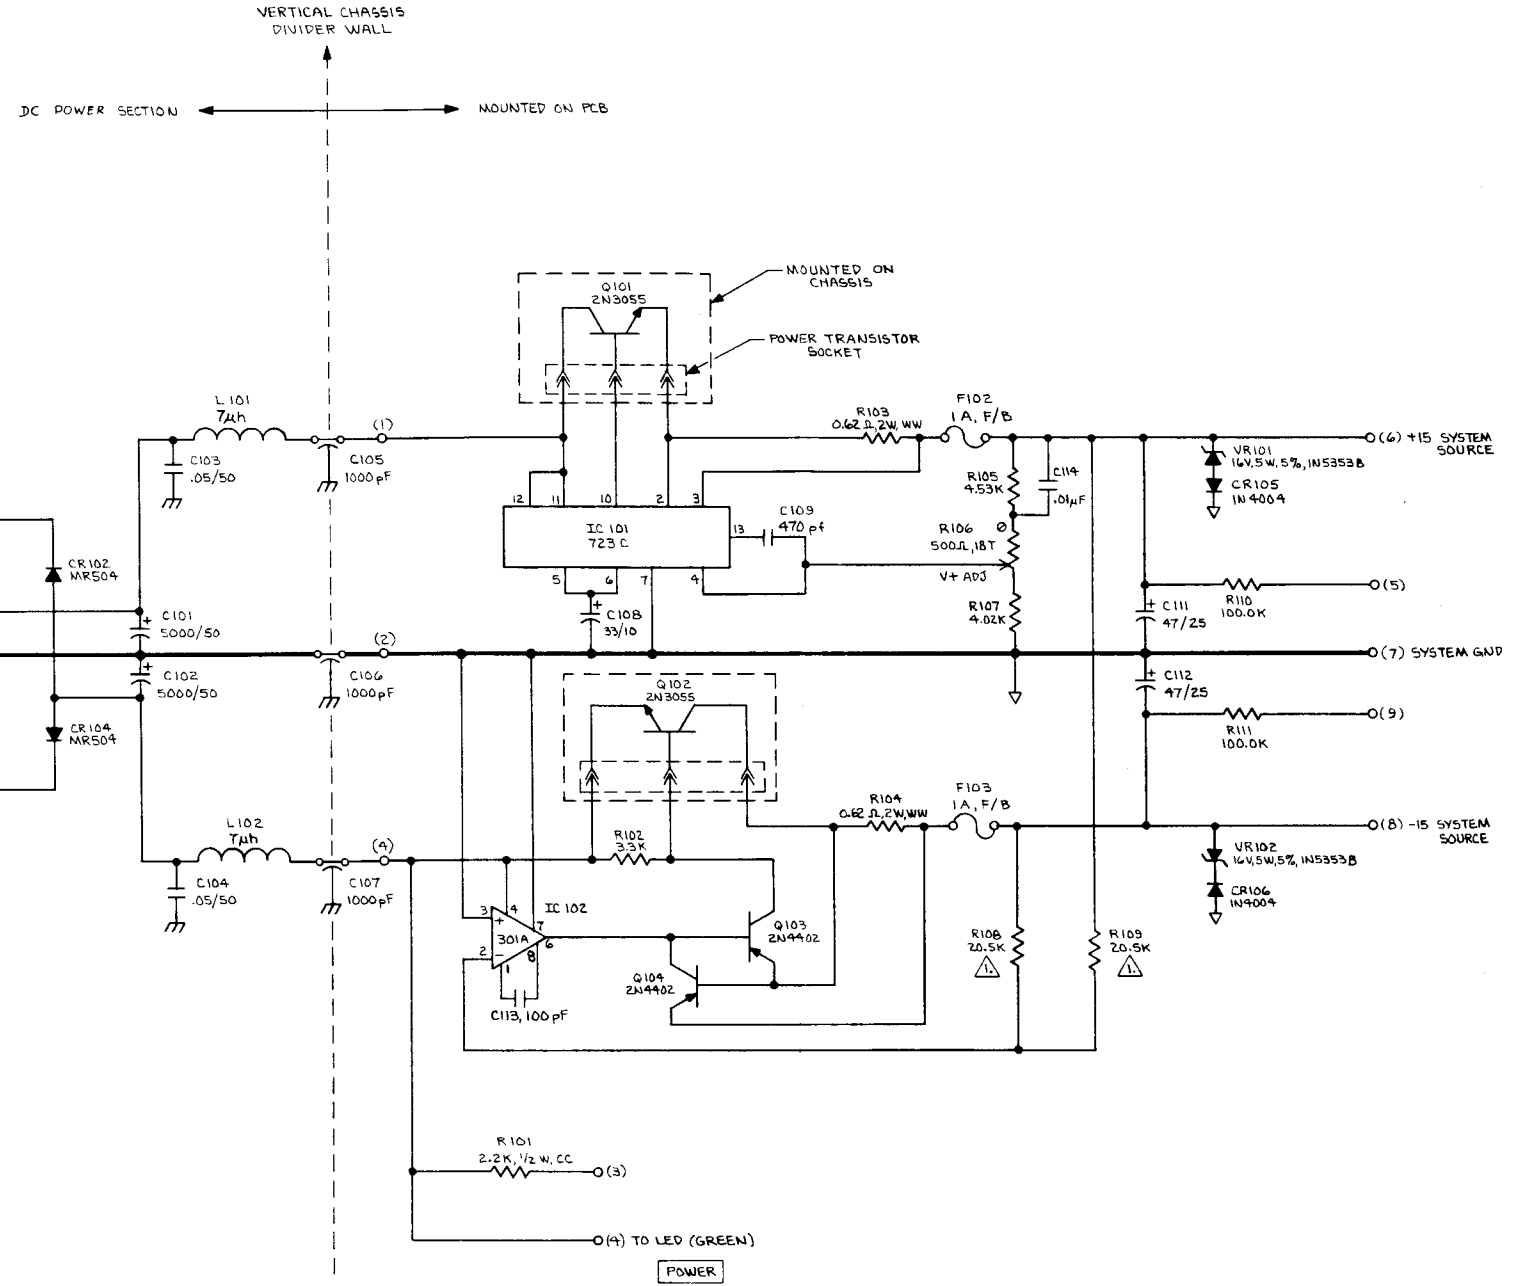 VERTICAL CHASSIS
DIVIDER WALL
DC POWER SECTION
MOUNTED ON PCB
MOUNTED ON
CHASSIS
Q101
2N3055
POWER TRANSISTOR
SOCKET
L101
7µh
(1)
C103
.05/50
C105
1000pF
R103
0.62Ω,2W,WW
F102
1A, F/B
(6) +15 SYSTEM
SOURCE
VR101
16V,5W,5%,1N5353B
CR105
1N4004
R105
4.53K
C114
.01µF
12
11
10
2
3
IC 101
723C
13
C109
470pf
R106
500Ω,18T
V+ ADJ
5
6
7
4
CR102
MR504
C101
5000/50
C108
33/10
R107
4.02K
C111
47/25
R110
100.0K
(5)
(2)
(7) SYSTEM GND
C102
5000/50
C106
1000pF
Q102
2N3055
C112
47/25
R111
100.0K
(9)
CR104
MR504
L102
7µh
(4)
R102
3.3K
R104
0.62Ω,2W,WW
F103
1A, F/B
(8) -15 SYSTEM
SOURCE
VR102
16V,5W,5%,1N5353B
CR106
1N4004
C104
.05/50
C107
1000pF
IC 102
3
+
4
7
301A
6
2
-
1
8
C113, 100pF
Q103
2N4402
Q104
2N4402
R108
20.5K
1.
R109
20.5K
1.
R101
2.2K, 1/2 W, CC
(3)
(4) TO LED (GREEN)
POWER